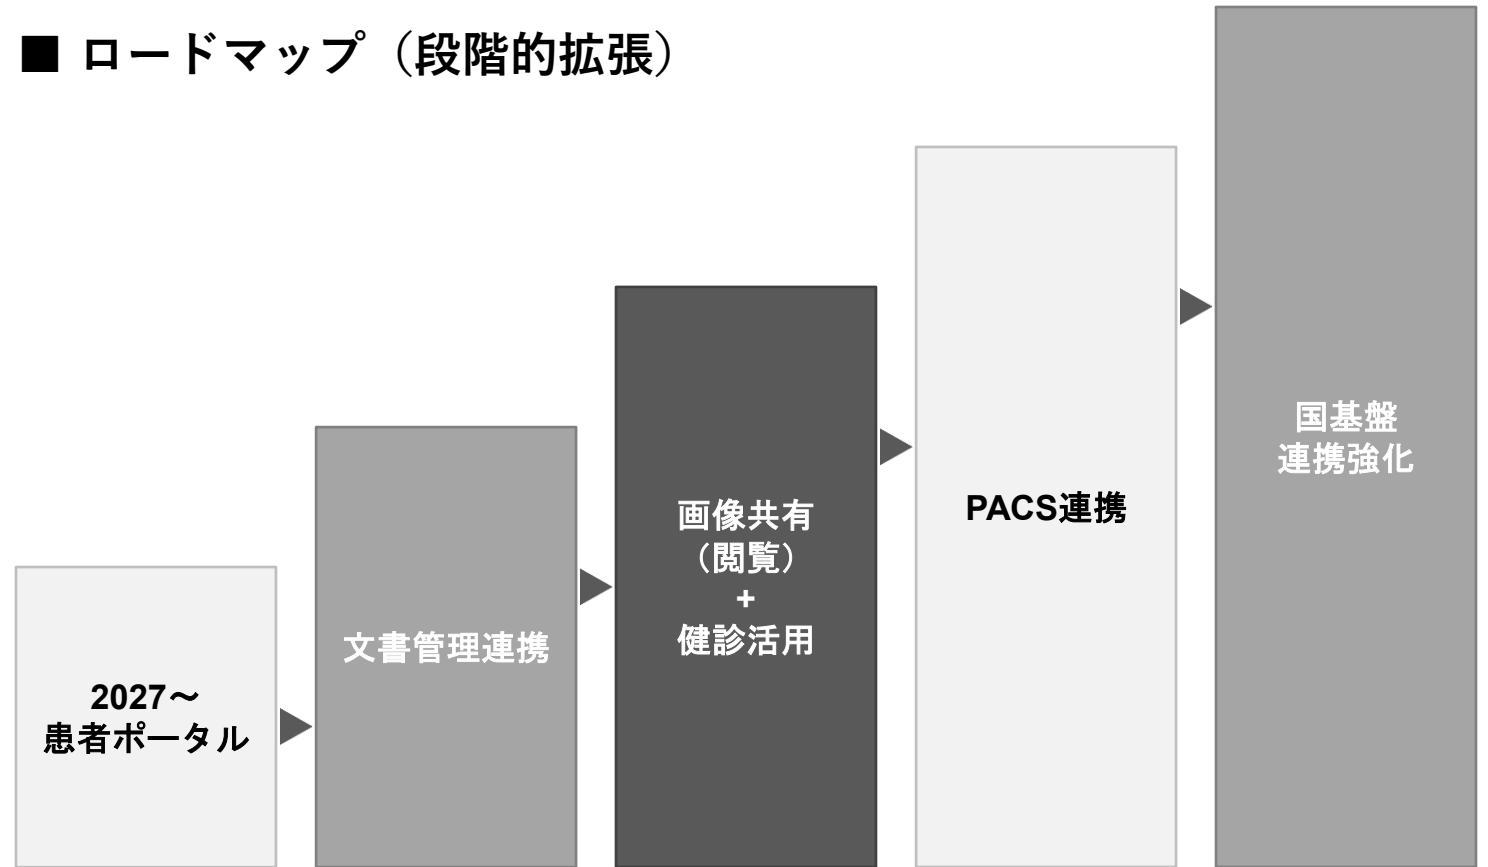 ■ ロードマップ（段階的拡張）
2027～
患者ポータル
文書管理連携
画像共有
（閲覧）
+
健診活用
PACS連携
国基盤
連携強化